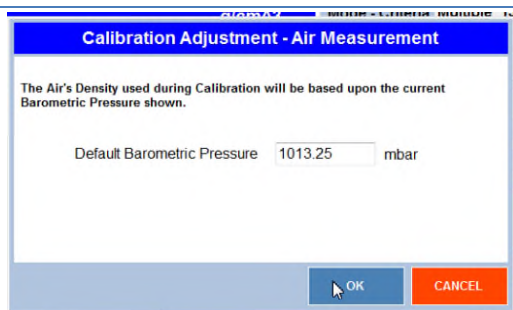 Calibration Adjustment - Air Measurement
The Air's Density used during Calibration will be based upon the current
Barometric Pressure shown.
Default Barometric Pressure 1013.25 mbar
OK CANCEL